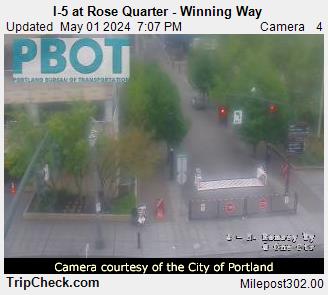 I-5 at Rose Quarter - Winning Way
Updated May 01 2024 7:07 PM Camera 4
PBOT
PORTLAND BUREAU OF TRANSPORTATION
Camera courtesy of the City of Portland
TripCheck.com Milepost302.00